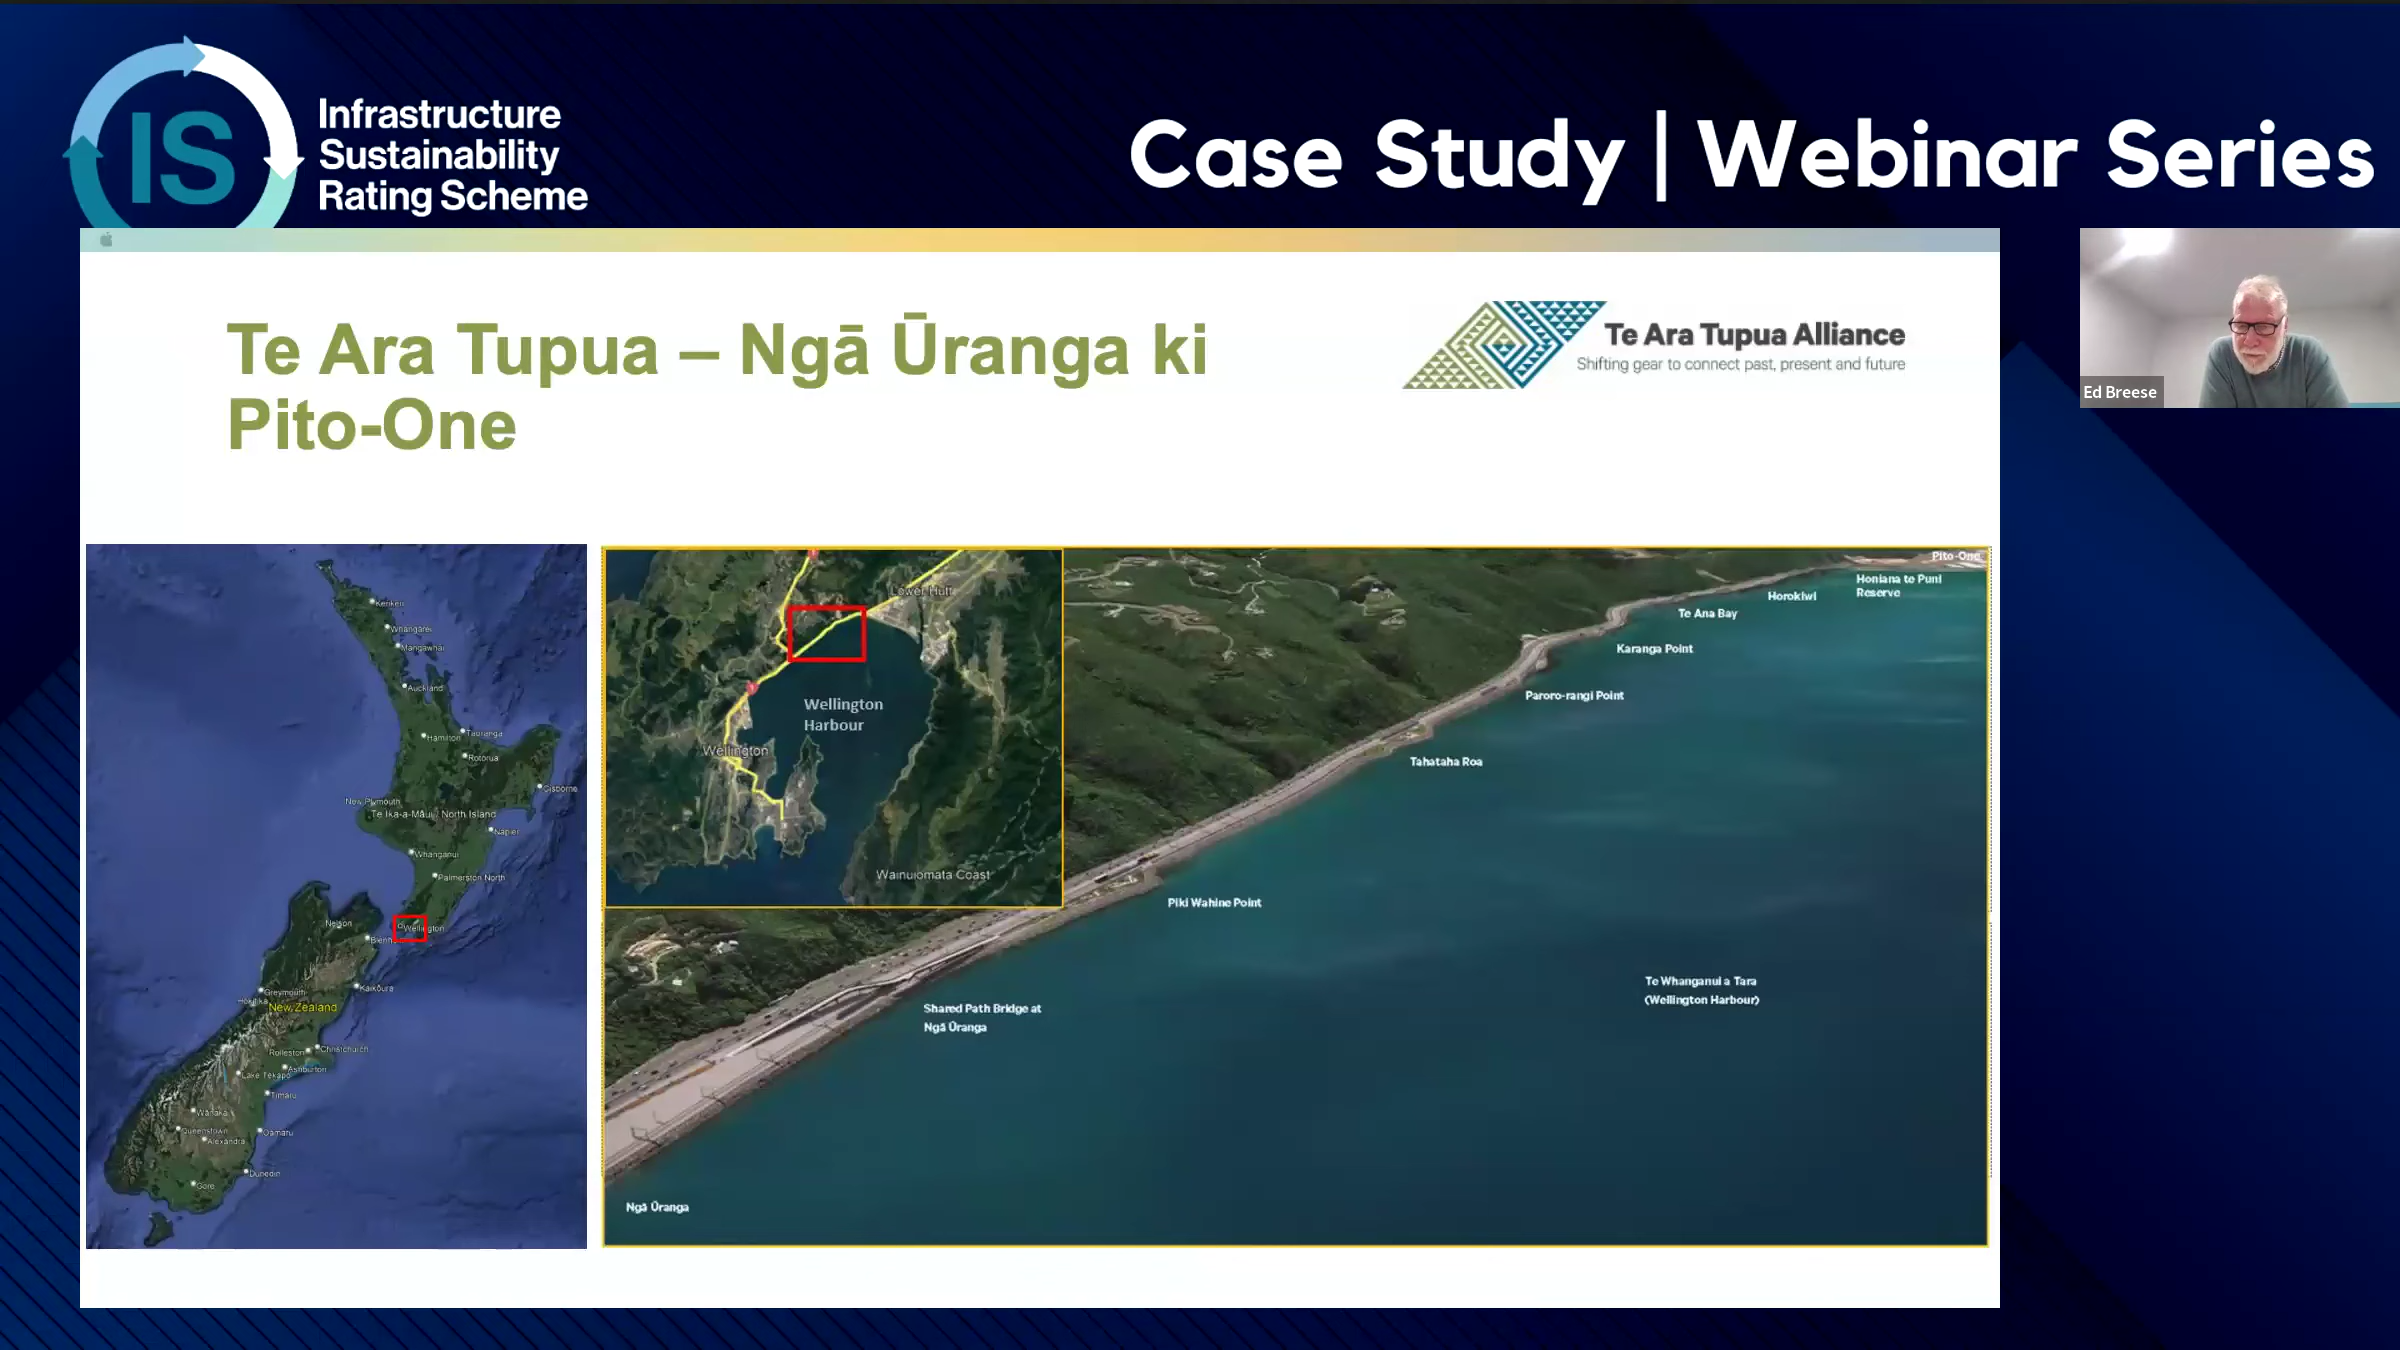 IS
Infrastructure
Sustainability
Rating Scheme
Case Study | Webinar Series
Ed Breese
Te Ara Tupua – Ngā Ūranga ki
Pito-One
Te Ara Tupua Alliance
Shifting gear to connect past, present and future
Kerikeri
Whangarei
Mangawhai
Auckland
Hamilton
Tauranga
Rotorua
Gisborne
New Plymouth
Te Ika-a-Māui / North Island
Napier
Whanganui
Palmerston North
Nelson
Wellington
Kaikōura
Greymouth
Hokitika
New Zealand
Rolleston
Christchurch
Ashburton
Lake Tekapo
Timaru
Wānaka
Queenstown
Alexandra
Oamaru
Dunedin
Gore
1
Lower Hutt
1
Wellington
Harbour
Wellington
Wainuiomata Coast
Pito-One
Honiana te Puni
Reserve
Horokiwi
Te Ana Bay
Karanga Point
Paroro-rangi Point
Tahataha Roa
Piki Wahine Point
Te Whanganui a Tara
(Wellington Harbour)
Shared Path Bridge at
Ngā Ūranga
Ngā Ūranga